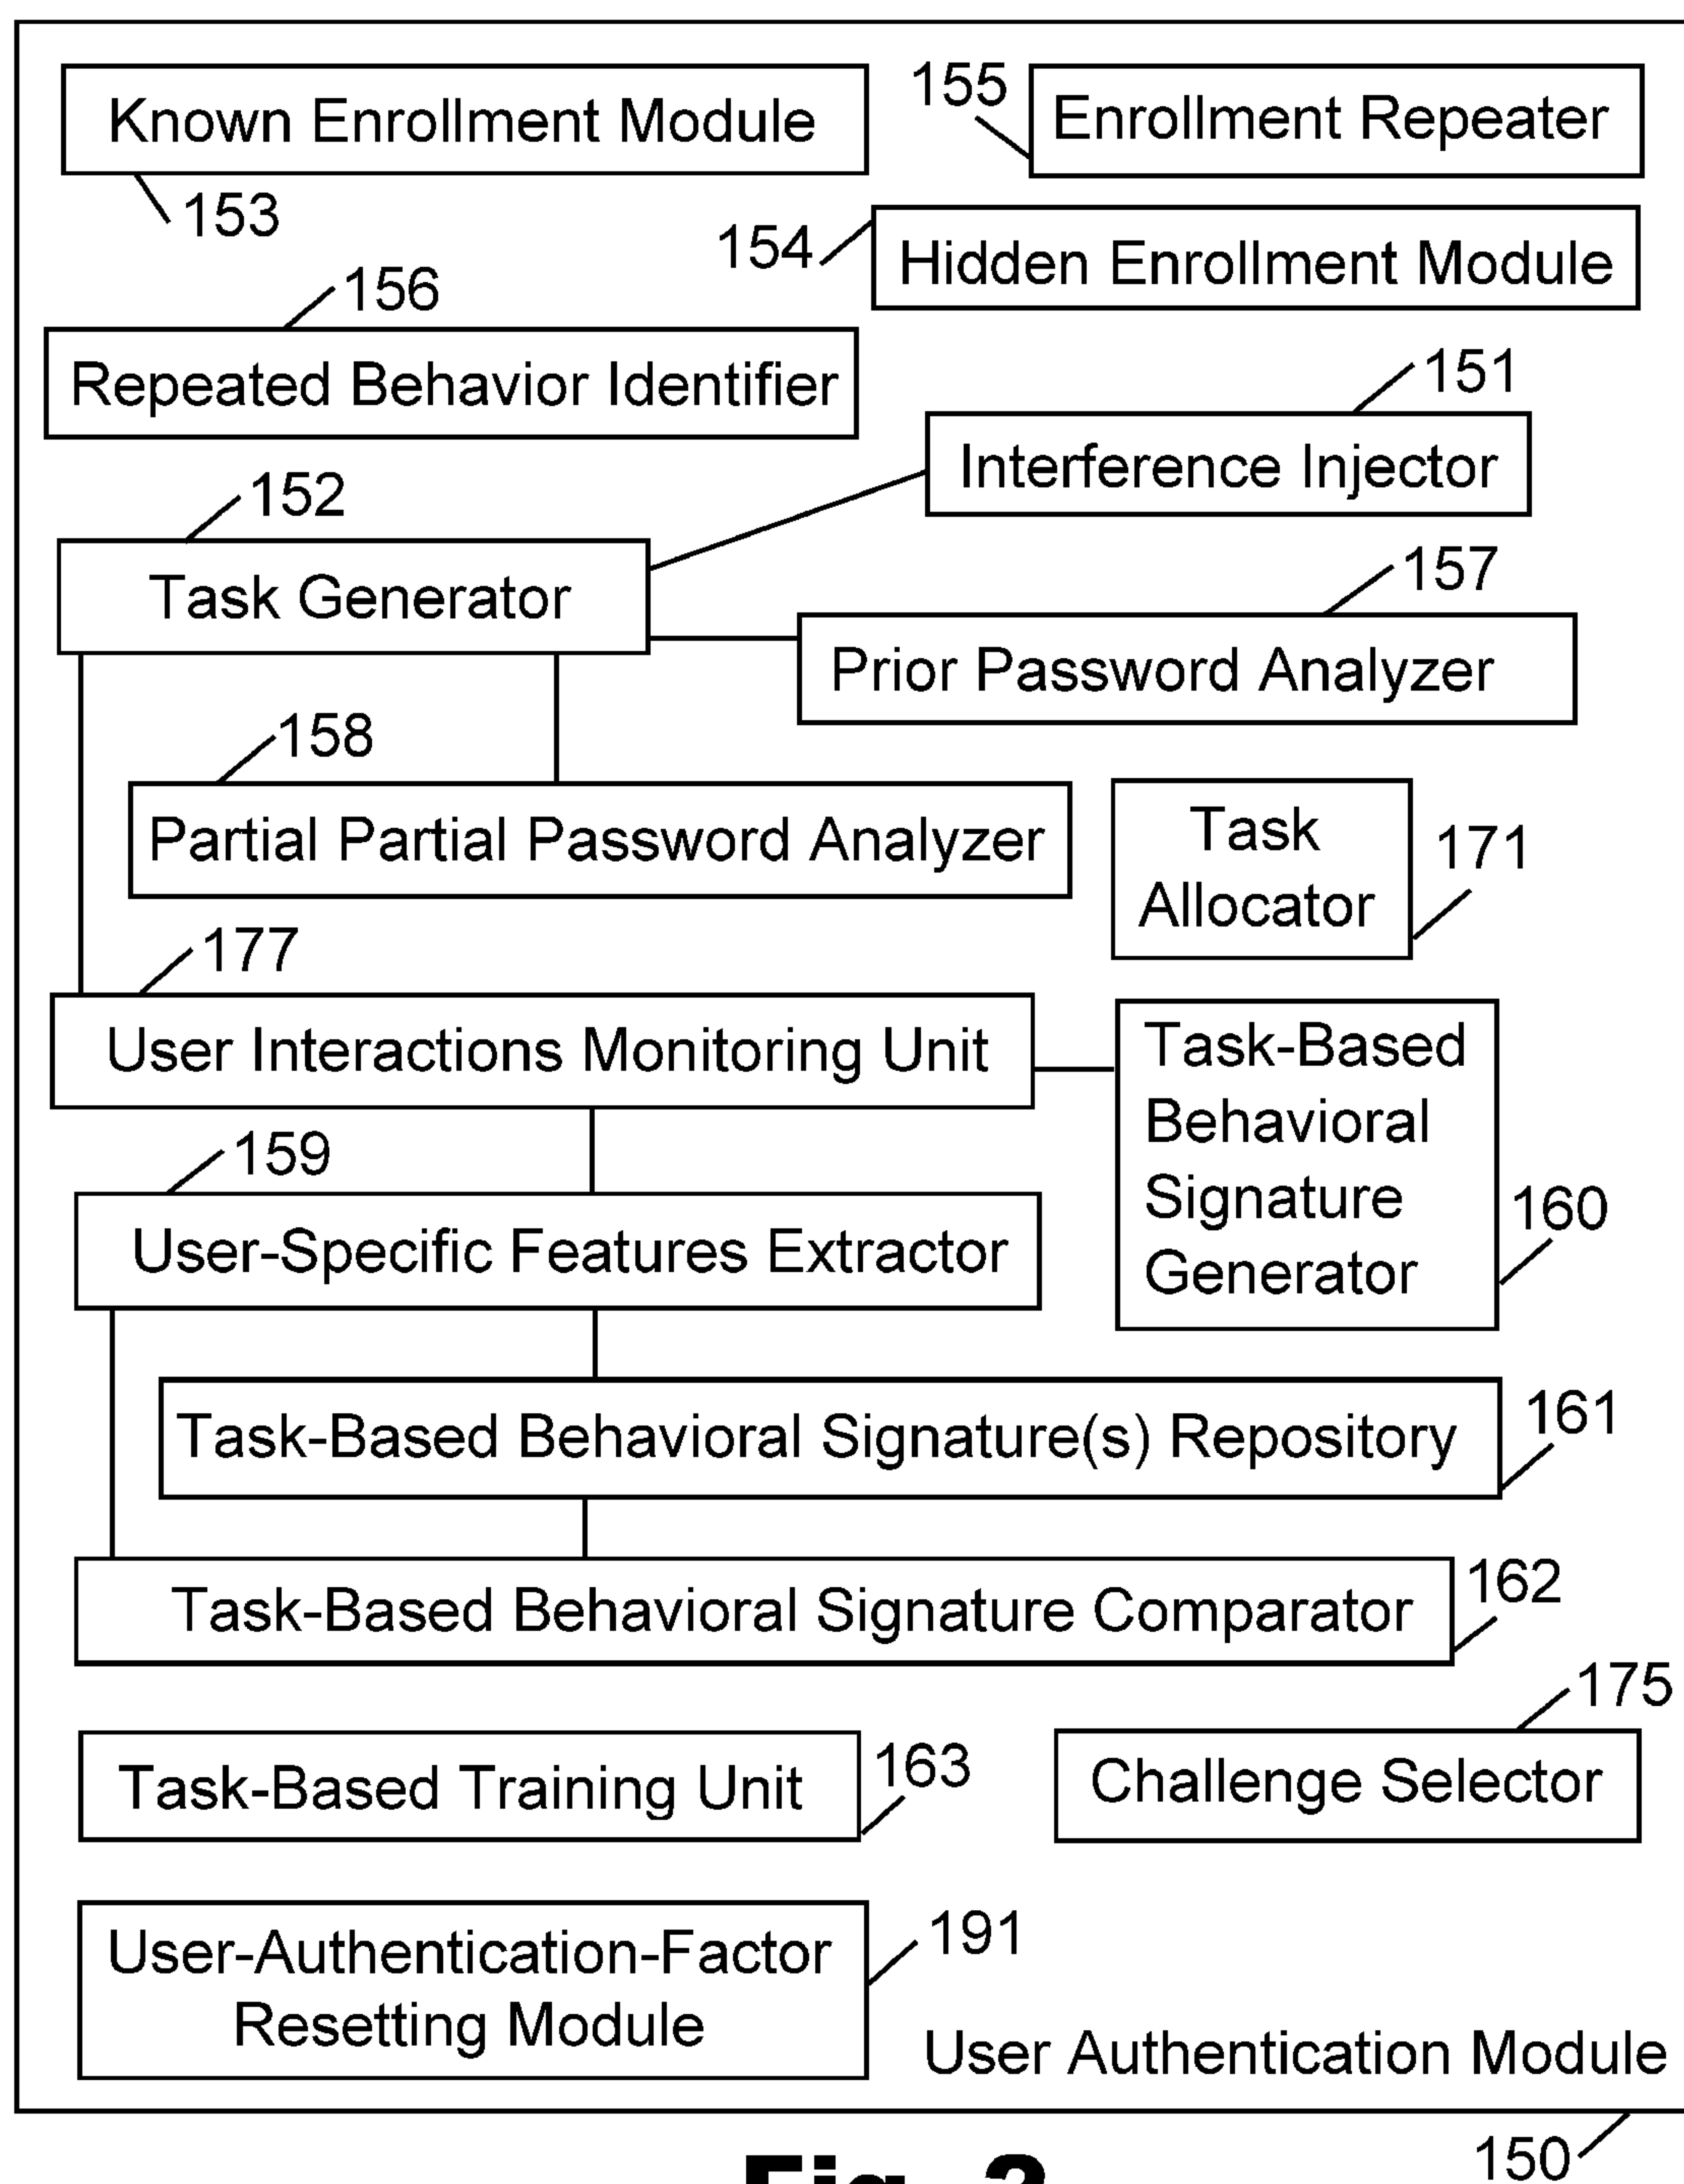 Known Enrollment Module
155
Enrollment Repeater
153
154
Hidden Enrollment Module
156
Repeated Behavior Identifier
151
Interference Injector
152
Task Generator
157
Prior Password Analyzer
158
Partial Partial Password Analyzer
Task
Allocator
171
177
User Interactions Monitoring Unit
Task-Based
Behavioral
Signature
Generator
160
159
User-Specific Features Extractor
Task-Based Behavioral Signature(s) Repository
161
Task-Based Behavioral Signature Comparator
162
175
Task-Based Training Unit
163
Challenge Selector
User-Authentication-Factor
Resetting Module
191
User Authentication Module
150
Fig.